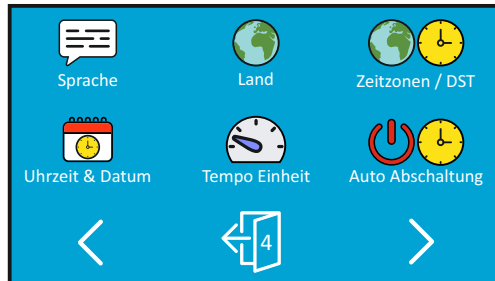 Sprache
Land
Zeitzonen / DST
Uhrzeit & Datum
Tempo Einheit
Auto Abschaltung
4